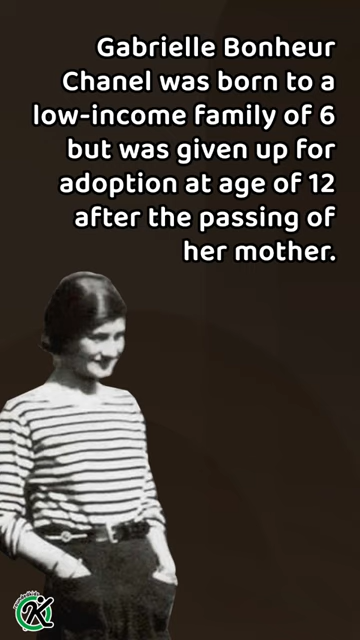 Gabrielle Bonheur
Chanel was born to a
low-income family of 6
but was given up for
adoption at age of 12
after the passing of
her mother.